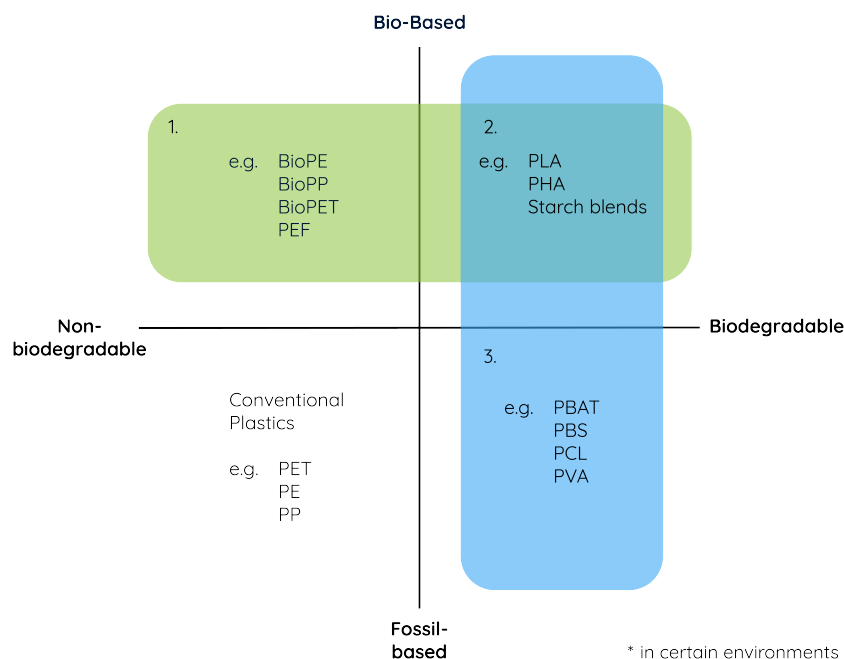 Bio-Based
1.
e.g. BioPE
BioPP
BioPET
PEF
2.
e.g. PLA
PHA
Starch blends
Non-
biodegradable
Biodegradable
Conventional
Plastics
e.g. PET
PE
PP
3.
e.g. PBAT
PBS
PCL
PVA
Fossil-
based
* in certain environments